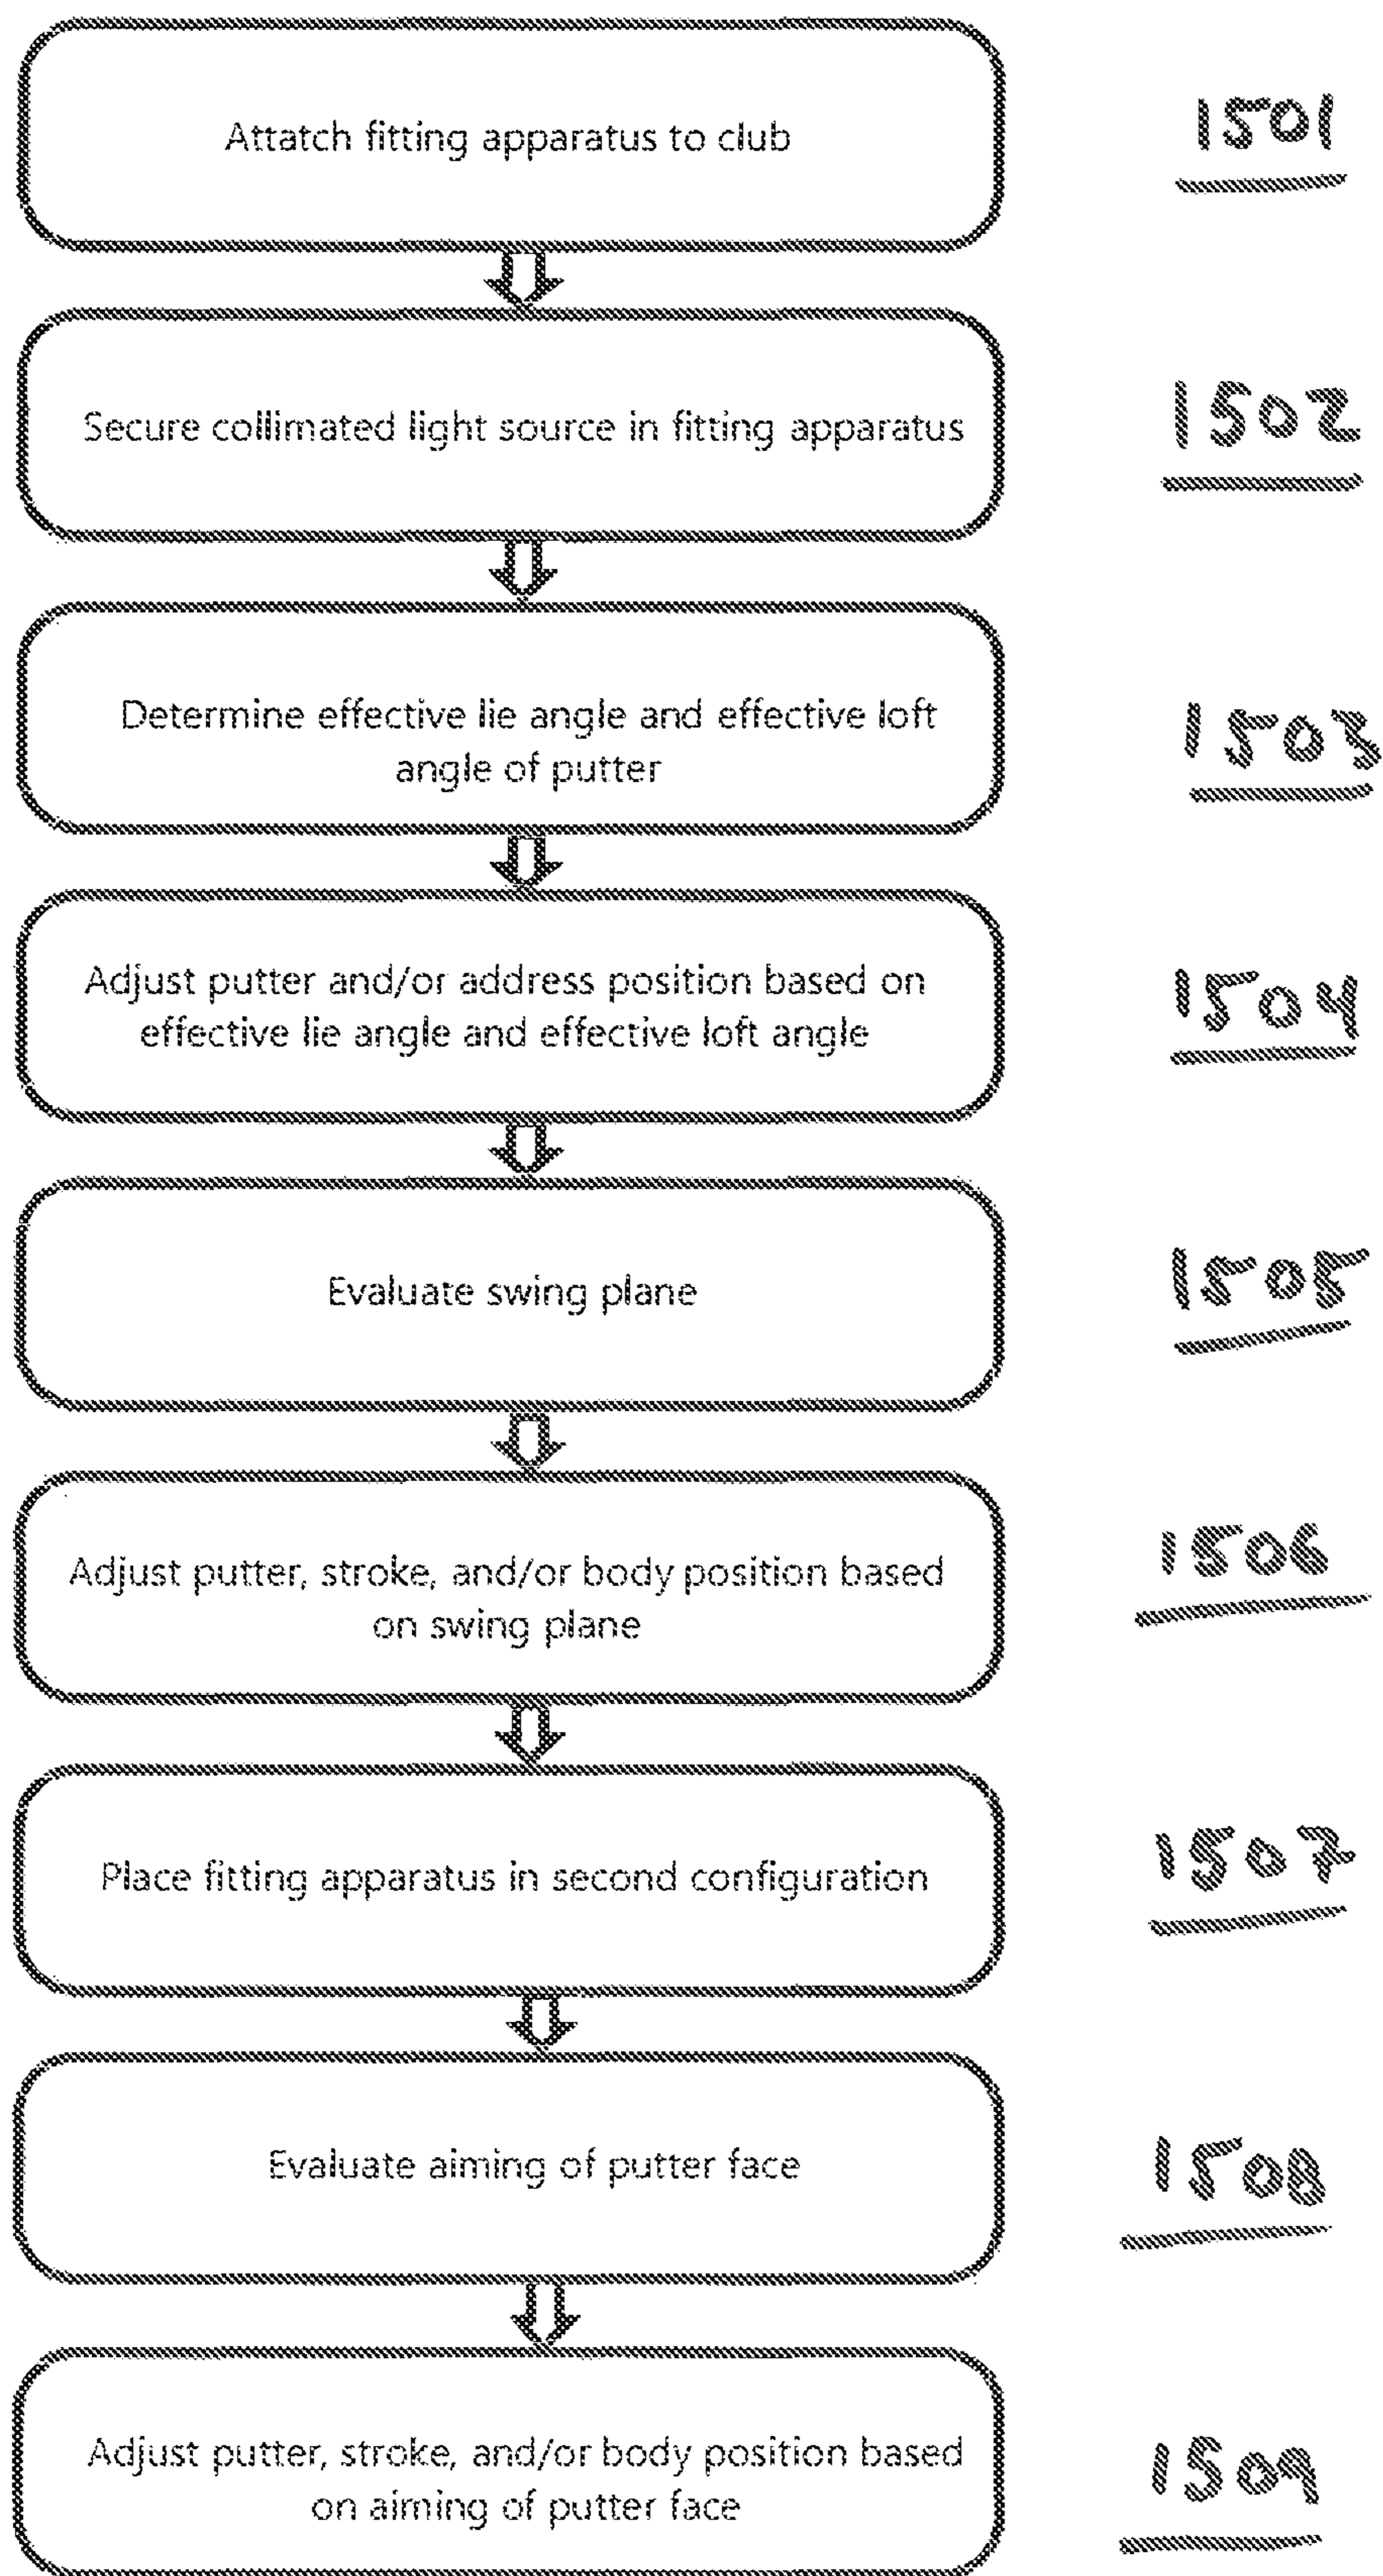 Attatch fitting apparatus to club
1501
Secure collimated light source in fitting apparatus
1502
Determine effective lie angle and effective loft
angle of putter
1503
Adjust putter and/or address position based on
effective lie angle and effective loft angle
1504
Evaluate swing plane
1505
Adjust putter, stroke, and/or body position based
on swing plane
1506
Place fitting apparatus in second configuration
1507
Evaluate aiming of putter face
1508
Adjust putter, stroke, and/or body position based
on aiming of putter face
1509